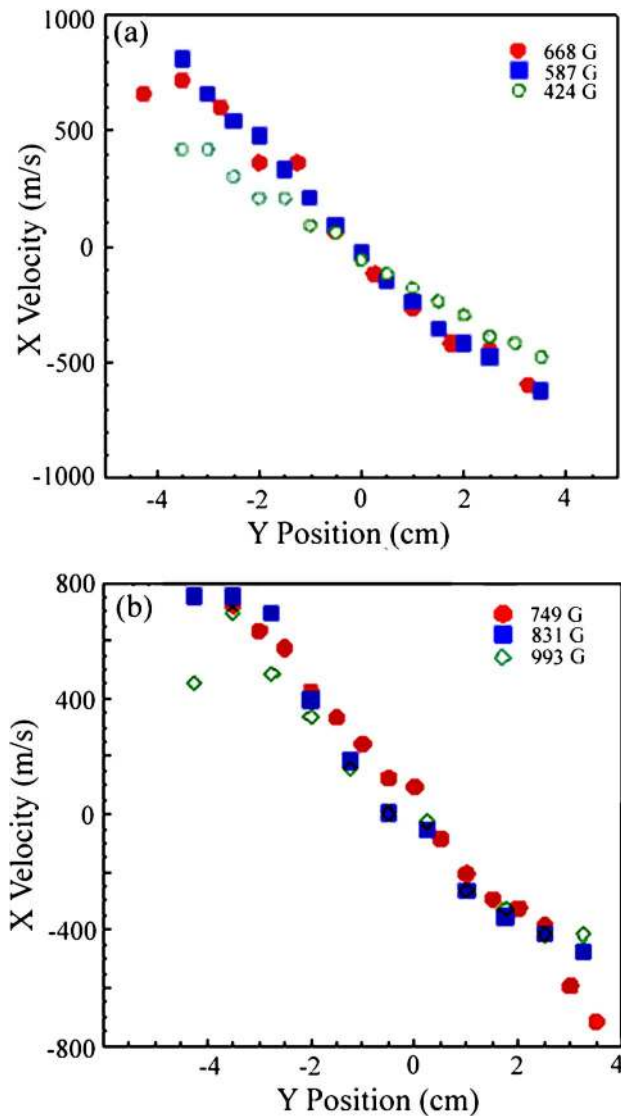 (a)
1000
500
0
-500
-1000
X Velocity (m/s)
668 G
587 G
424 G
-4 -2 0 2 4
Y Position (cm)
(b)
800
400
0
-400
-800
X Velocity (m/s)
749 G
831 G
993 G
-4 -2 0 2 4
Y Position (cm)